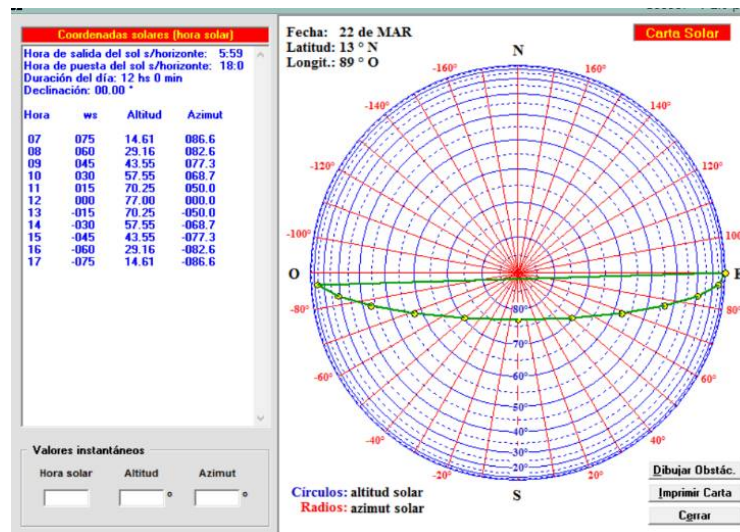 Coordenadas solares (hora solar)
Hora de salida del sol s/horizonte: 5:59
Hora de puesta del sol s/horizonte: 18:0
Duración del día: 12 hs 0 min
Declinación: 00.00 °
Hora ws Altitud Azimut
07 075 14.61 086.6
08 060 29.16 082.6
09 045 43.55 077.3
10 030 57.55 068.7
11 015 70.25 050.0
12 000 77.00 000.0
13 -015 70.25 -050.0
14 -030 57.55 -068.7
15 -045 43.55 -077.3
16 -060 29.16 -082.6
17 -075 14.61 -086.6
Valores instantáneos
Hora solar Altitud Azimut
° °
Fecha: 22 de MAR
Latitud: 13 ° N
Longit.: 89 ° O
Carta Solar
N
-160° 160°
-140° 140°
-120° 120°
-100° 100
O E
-80° 80°
80°
70°
-60° 60°
60°
50°
-40° 40°
40°
30°
20°
-20° 20°
S
Círculos: altitud solar
Radios: azimut solar
Dibujar Obstác.
Imprimir Carta
Cerrar